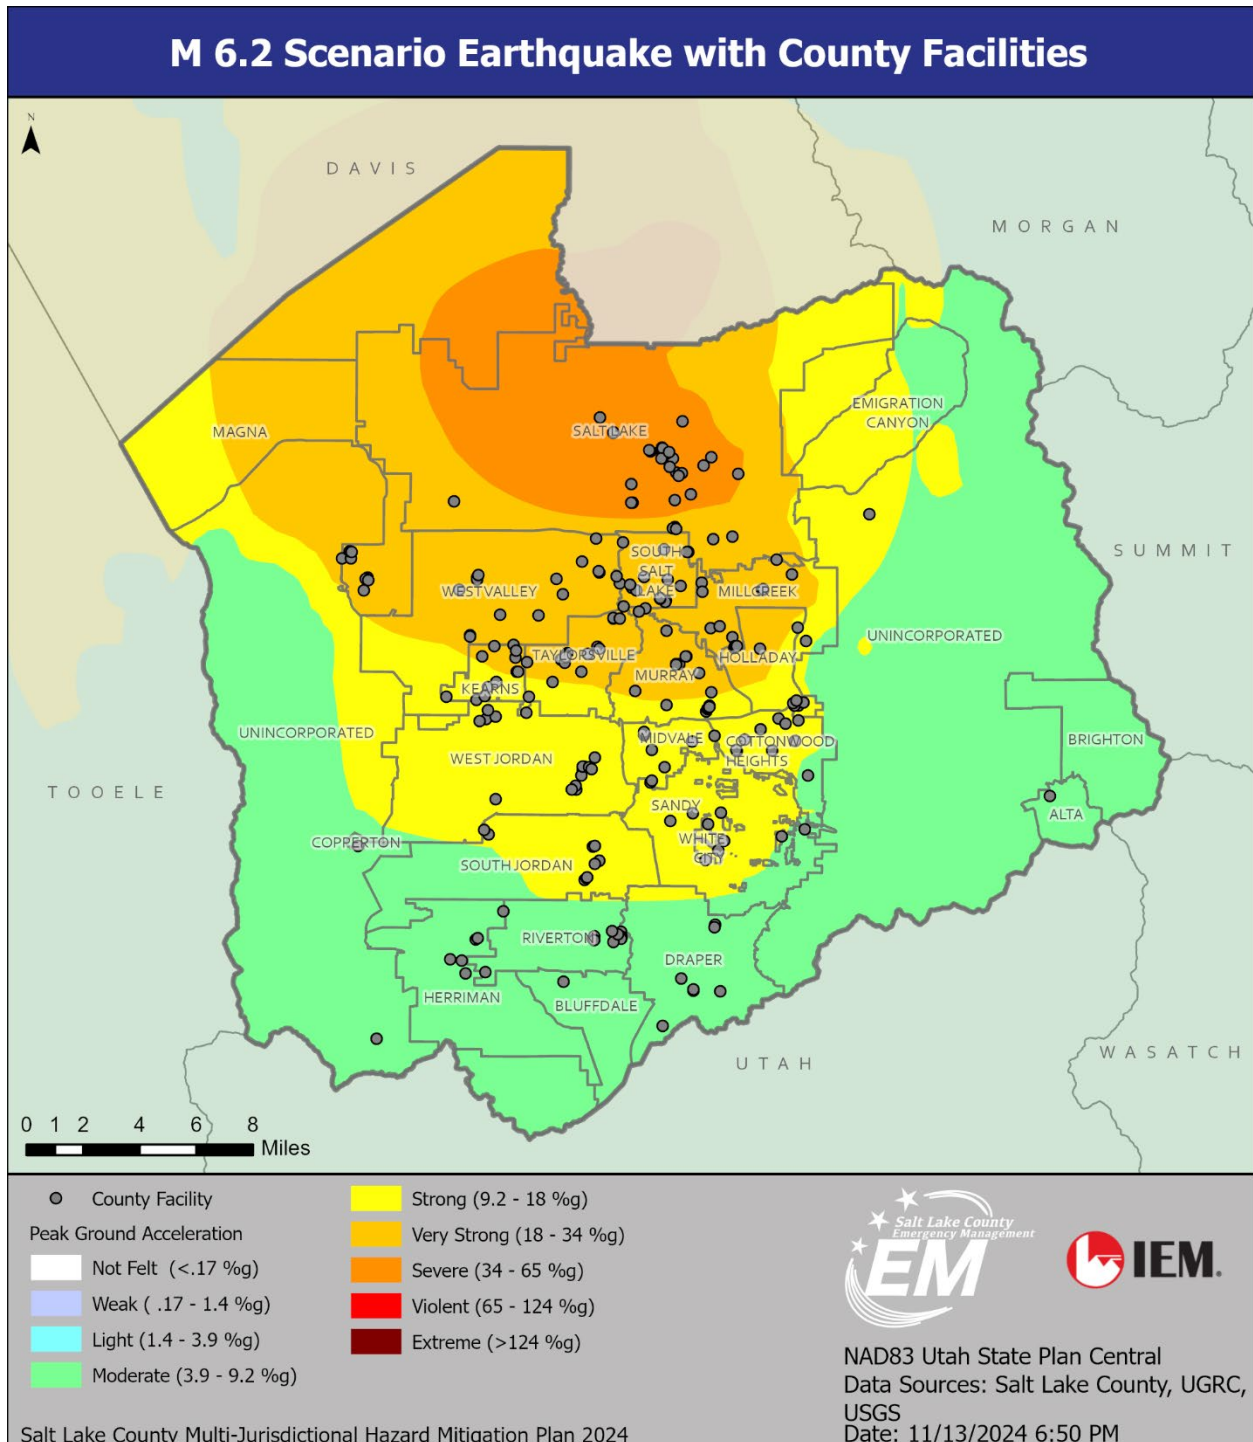 M 6.2 Scenario Earthquake with County Facilities
N
DAVIS
MORGAN
EMIGRATION
CANYON
MAGNA
SALT LAKE
SUMMIT
SOUTH
SALT
LAKE
WEST VALLEY
MILLCREEK
UNINCORPORATED
TAYLORSVILLE
HOLLADAY
MURRAY
KEARNS
UNINCORPORATED
MIDVALE
COTTONWOOD
HEIGHTS
BRIGHTON
WEST JORDAN
TOOELE
SANDY
ALTA
COPPERTON
WHITE
CITY
SOUTH JORDAN
RIVERTON
DRAPER
HERRIMAN
BLUFFDALE
WASATCH
UTAH
0 1 2 4 6 8
Miles
County Facility
Peak Ground Acceleration
Not Felt (<.17 %g)
Weak ( .17 - 1.4 %g)
Light (1.4 - 3.9 %g)
Moderate (3.9 - 9.2 %g)
Strong (9.2 - 18 %g)
Very Strong (18 - 34 %g)
Severe (34 - 65 %g)
Violent (65 - 124 %g)
Extreme (>124 %g)
Salt Lake County
Emergency Management
EM
IEM.
NAD83 Utah State Plan Central
Data Sources: Salt Lake County, UGRC,
USGS
Date: 11/13/2024 6:50 PM
Salt Lake County Multi-Jurisdictional Hazard Mitigation Plan 2024